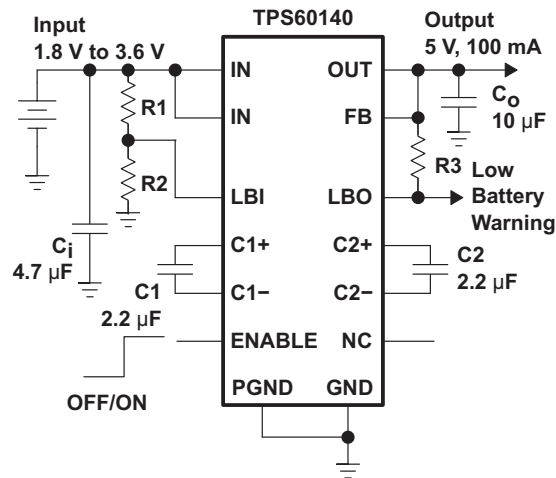 TPS60140
Input
1.8 V to 3.6 V
Output
5 V, 100 mA
IN
OUT
R1
Co
10 μF
IN
FB
R3
R2
LBI
LBO
Low
Battery
Warning
Ci
4.7 μF
C1+
C2+
C1
2.2 μF
C1−
C2−
C2
2.2 μF
ENABLE
NC
OFF/ON
PGND
GND